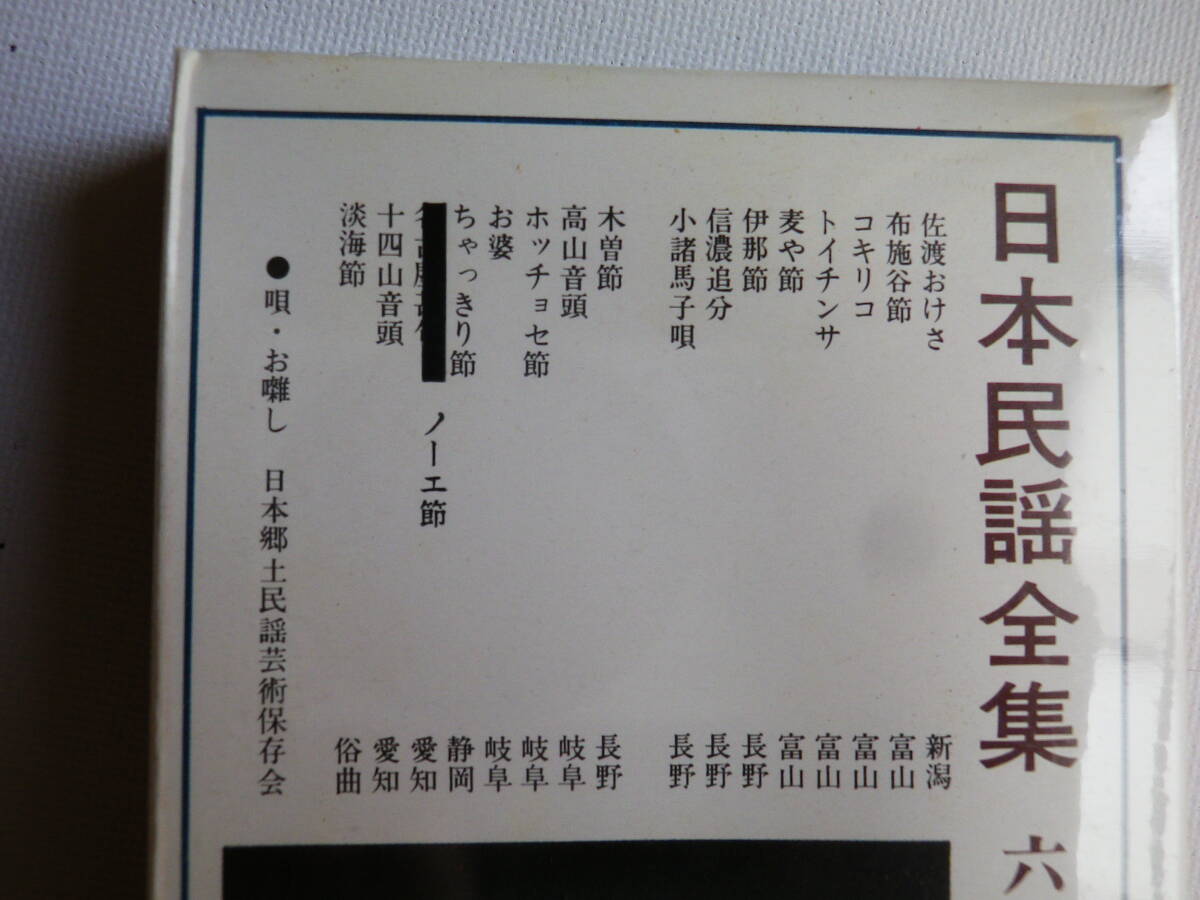 日本民謡全集 六
佐渡おけさ 新潟
布施谷節 富山
コキリコ 富山
トイチンサ 富山
麦や節 富山
伊那節 長野
信濃追分 長野
小諸馬子唄 長野
木曽節 長野
高山音頭 岐阜
ホッチョセ節 岐阜
お婆 岐阜
ちゃっきり節 静岡
ノーエ節 愛知
十四山音頭 愛知
淡海節 俗曲
●唄・お囃し 日本郷土民謡芸術保存会